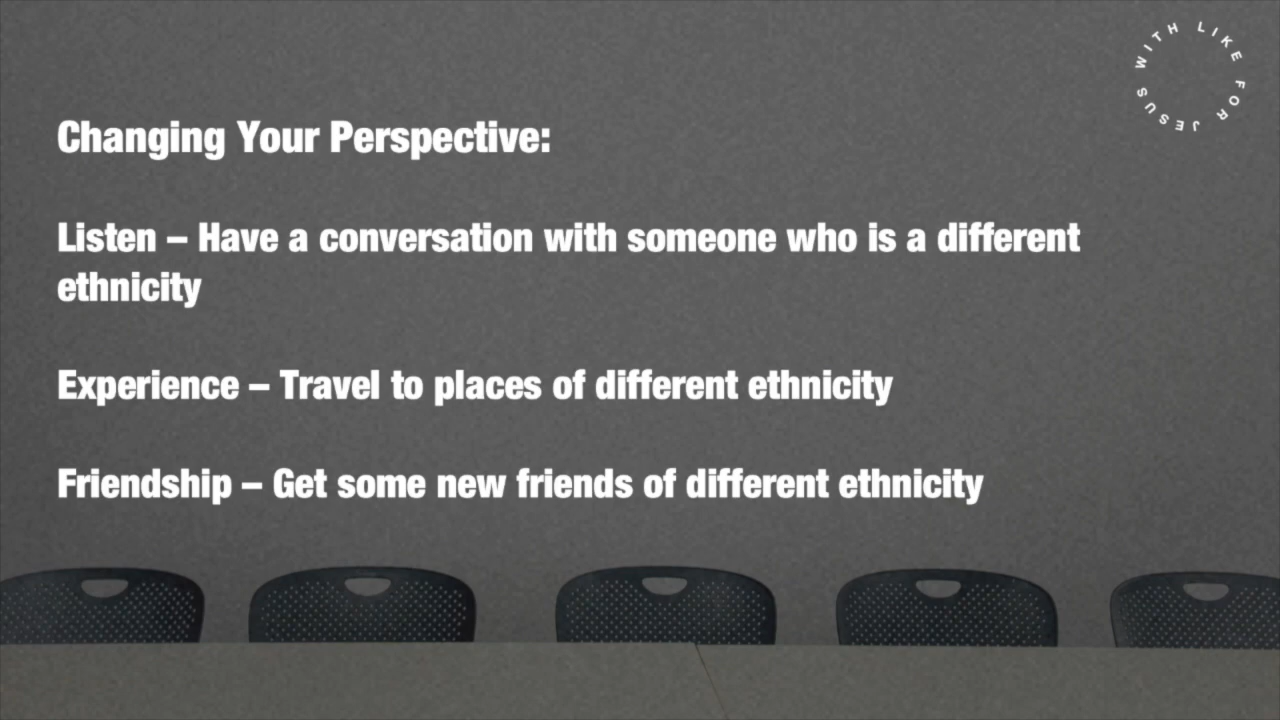 WITH LIKE FOR JESUS
Changing Your Perspective:
Listen – Have a conversation with someone who is a different
ethnicity
Experience – Travel to places of different ethnicity
Friendship – Get some new friends of different ethnicity